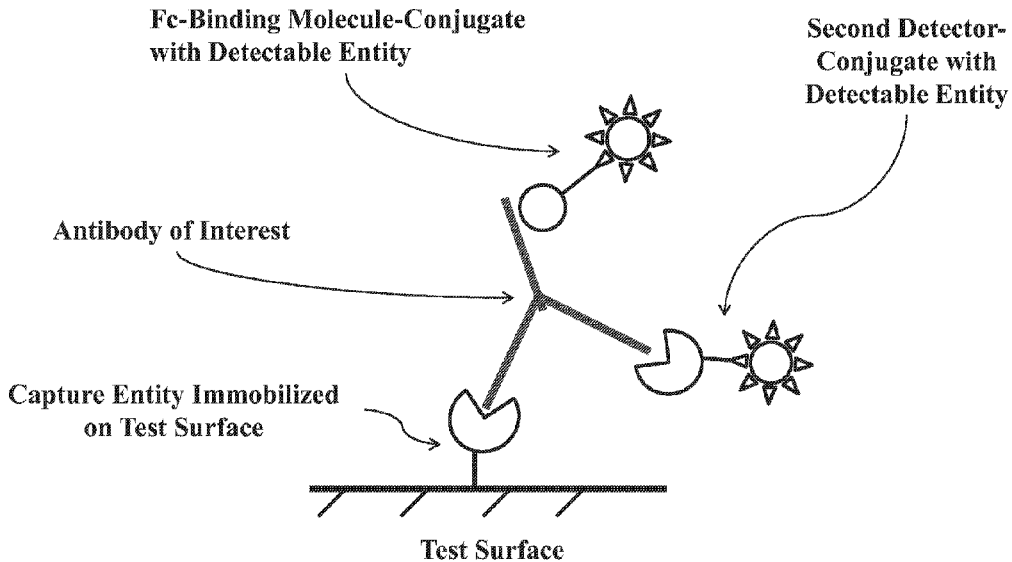 Fc-Binding Molecule-Conjugate
with Detectable Entity
Second Detector-
Conjugate with
Detectable Entity
Antibody of Interest
Capture Entity Immobilized
on Test Surface
Test Surface